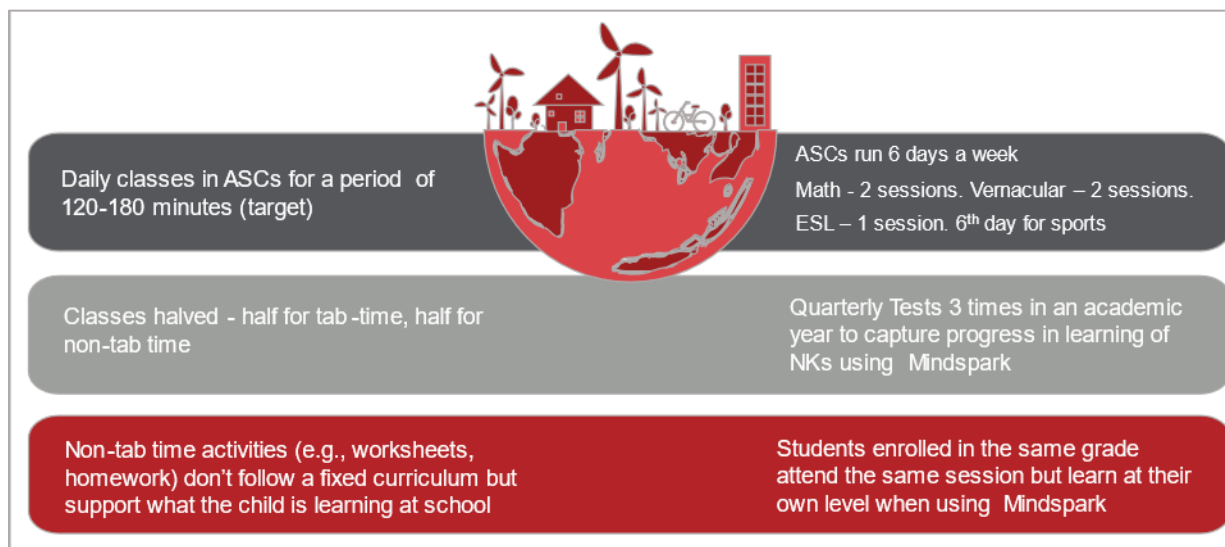 Daily classes in ASCs for a period of
120-180 minutes (target)
ASCs run 6 days a week
Math - 2 sessions. Vernacular – 2 sessions.
ESL – 1 session. 6th day for sports
Classes halved - half for tab-time, half for
non-tab time
Quarterly Tests 3 times in an academic
year to capture progress in learning of
NKs using Mindspark
Non-tab time activities (e.g., worksheets,
homework) don't follow a fixed curriculum but
support what the child is learning at school
Students enrolled in the same grade
attend the same session but learn at their
own level when using Mindspark